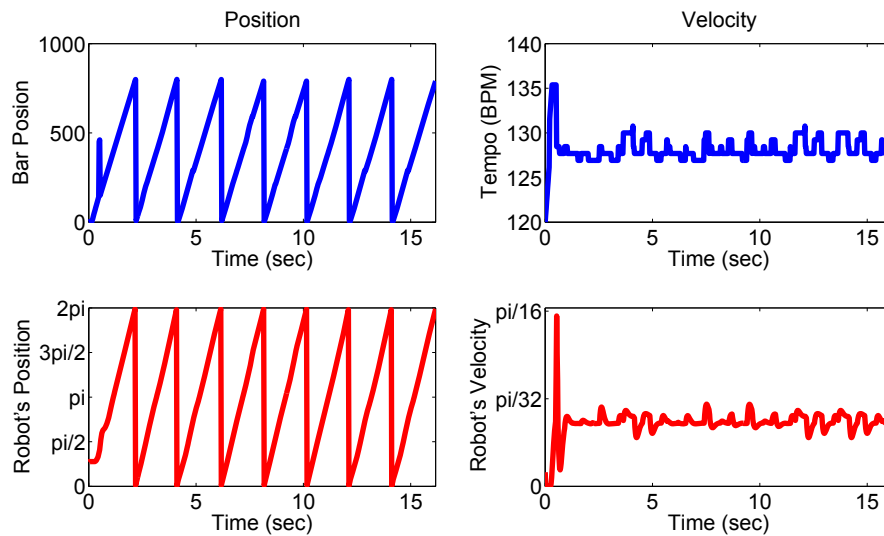 Position
Velocity
1000
500
0
Bar Posion
0
5
10
15
Time (sec)
140
135
130
125
120
Tempo (BPM)
0
5
10
15
Time (sec)
2pi
3pi/2
pi
pi/2
0
Robot's Position
0
5
10
15
Time (sec)
pi/16
pi/32
0
Robot's Velocity
0
5
10
15
Time (sec)